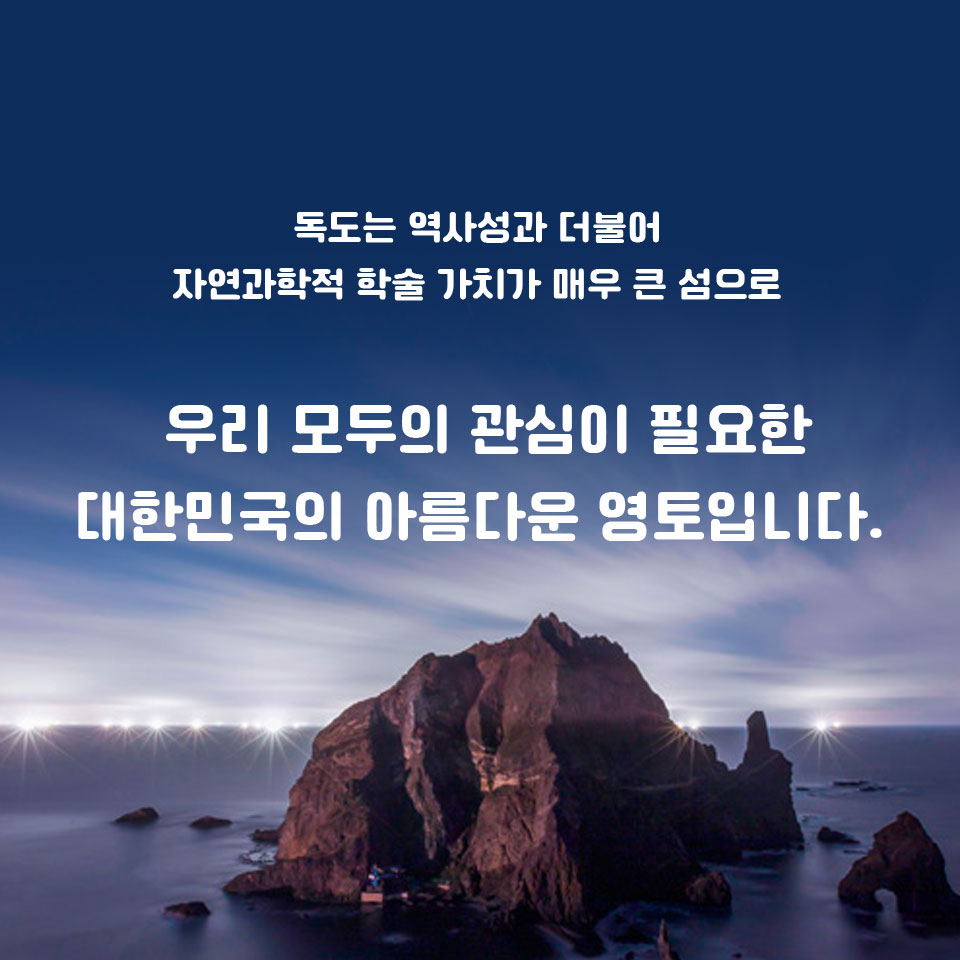 독도는 역사성과 더불어
자연과학적 학술 가치가 매우 큰 섬으로
우리 모두의 관심이 필요한
대한민국의 아름다운 영토입니다.